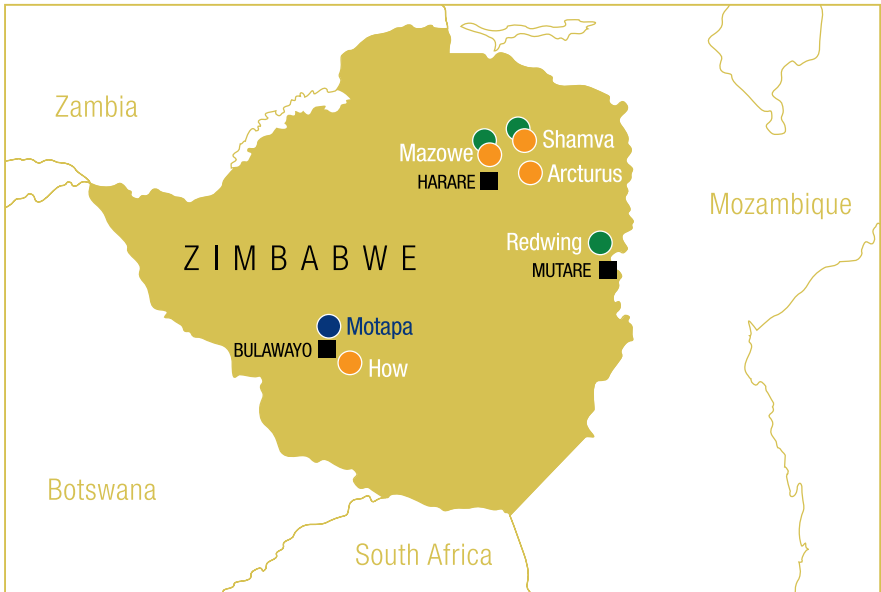 Zambia
Shamva
Mazowe
Arcturus
HARARE
Mozambique
Redwing
ZIMBABWE
MUTARE
Motapa
BULAWAYO
How
Botswana
South Africa